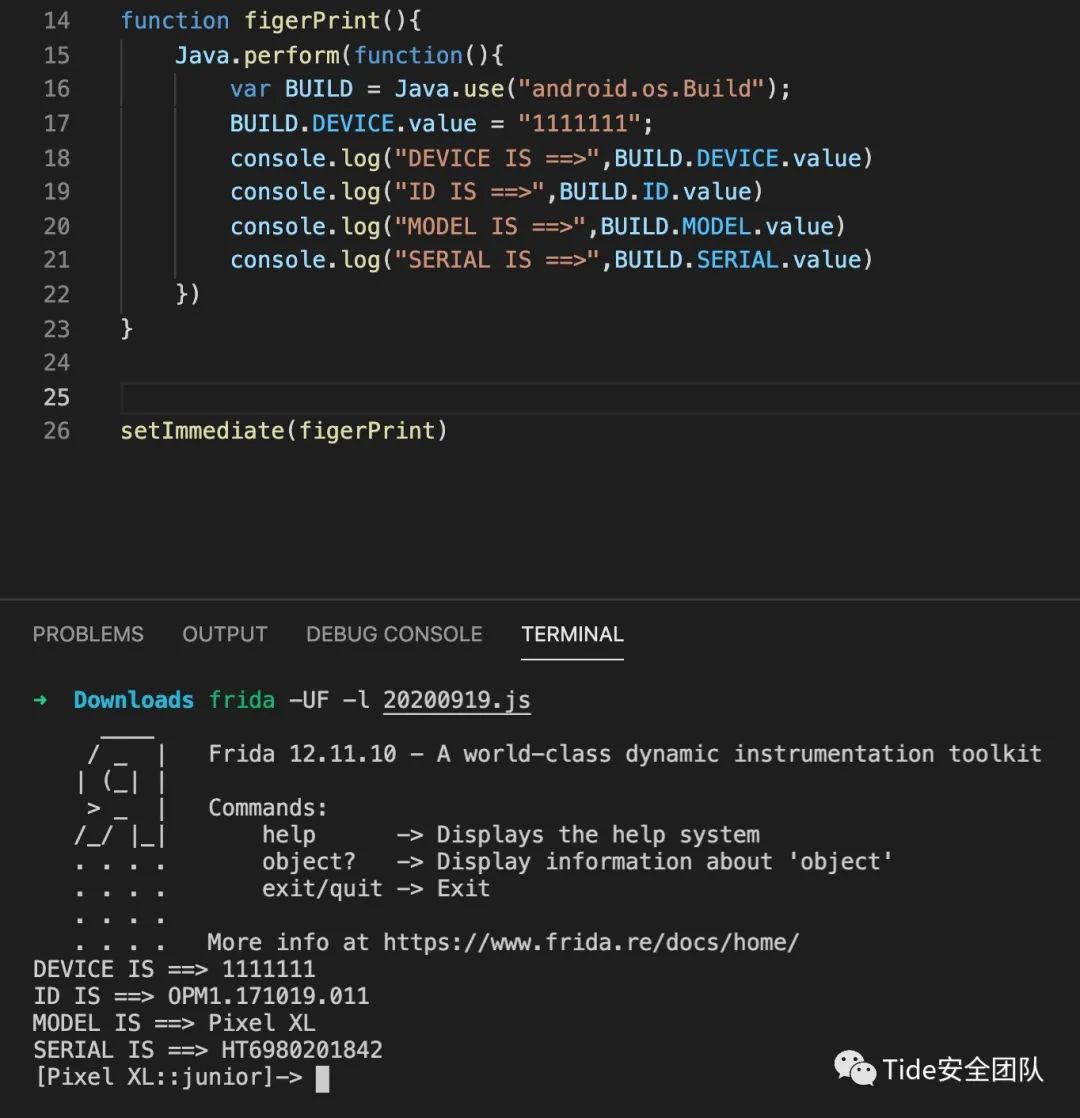 14 function figerPrint(){
15 Java.perform(function(){
16 var BUILD = Java.use("android.os.Build");
17 BUILD.DEVICE.value = "1111111";
18 console.log("DEVICE IS ==>",BUILD.DEVICE.value)
19 console.log("ID IS ==>",BUILD.ID.value)
20 console.log("MODEL IS ==>",BUILD.MODEL.value)
21 console.log("SERIAL IS ==>",BUILD.SERIAL.value)
22 })
23 }
24
25
26 setImmediate(figerPrint)
PROBLEMS OUTPUT DEBUG CONSOLE TERMINAL
→ Downloads frida -UF -l 20200919.js
____
/ _  | Frida 12.11.10 - A world-class dynamic instrumentation toolkit
| (_| |
> _  | Commands:
/_/ |_| help -> Displays the help system
. . . . object? -> Display information about 'object'
. . . . exit/quit -> Exit
. . . .
. . . . More info at https://www.frida.re/docs/home/
DEVICE IS ==> 1111111
ID IS ==> OPM1.171019.011
MODEL IS ==> Pixel XL
SERIAL IS ==> HT6980201842
[Pixel XL::junior]->
Tide安全团队